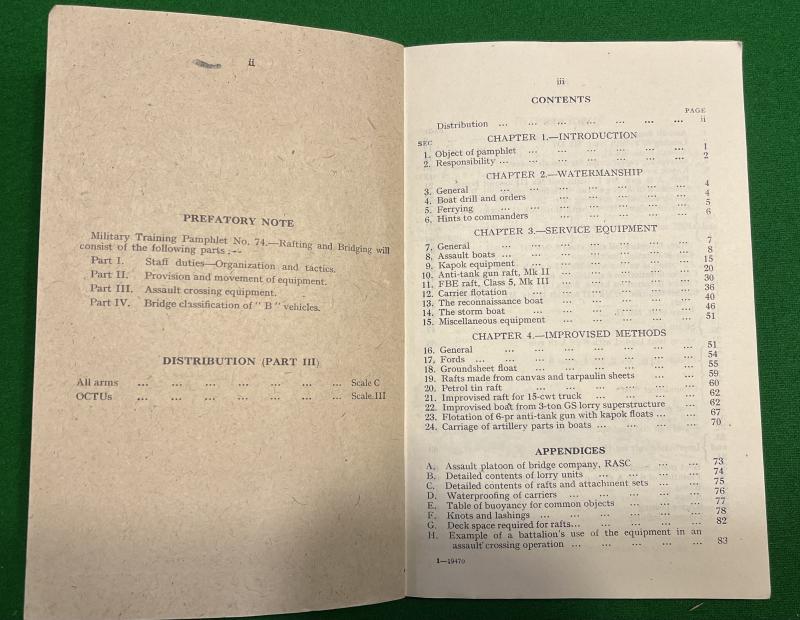 ii
PREFATORY NOTE
Military Training Pamphlet No. 74.—Rafting and Bridging will
consist of the following parts :—
Part I. Staff duties—Organization and tactics.
Part II. Provision and movement of equipment.
Part III. Assault crossing equipment.
Part IV. Bridge classification of "B" vehicles.
DISTRIBUTION (PART III)
All arms ... ... ... ... ... ... ... Scale C
OCTUs ... ... ... ... ... ... ... Scale III
iii
CONTENTS
PAGE
Distribution ... ... ... ... ... ... ... ii
SEC
CHAPTER 1.—INTRODUCTION
1. Object of pamphlet ... ... ... ... ... ... 1
2. Responsibility ... ... ... ... ... ... ... 2
CHAPTER 2.—WATERMANSHIP
3. General ... ... ... ... ... ... 4
4. Boat drill and orders ... ... ... ... ... 4
5. Ferrying ... ... ... ... ... ... 5
6. Hints to commanders ... ... ... ... ... 6
CHAPTER 3.—SERVICE EQUIPMENT
7. General ... ... ... ... ... ... 7
8. Assault boats ... ... ... ... ... ... 8
9. Kapok equipment ... ... ... ... ... 15
10. Anti-tank gun raft, Mk II ... ... ... ... 20
11. FBE raft, Class 5, Mk III ... ... ... ... 30
12. Carrier flotation ... ... ... ... ... 36
13. The reconnaissance boat ... ... ... ... 40
14. The storm boat ... ... ... ... ... 46
15. Miscellaneous equipment ... ... ... ... 51
CHAPTER 4.—IMPROVISED METHODS
16. General ... ... ... ... ... ... 51
17. Fords ... ... ... ... ... ... ... 54
18. Groundsheet float ... ... ... ... ... 55
19. Rafts made from canvas and tarpaulin sheets ... ... 59
20. Petrol tin raft ... ... ... ... ... 60
21. Improvised raft for 15-cwt truck ... ... ... 62
22. Improvised boat from 3-ton GS lorry superstructure ... 62
23. Flotation of 6-pr anti-tank gun with kapok floats ... ... 67
24. Carriage of artillery parts in boats ... ... ... ... 70
APPENDICES
A. Assault platoon of bridge company, RASC ... ... 73
B. Detailed contents of lorry units ... ... ... ... 74
C. Detailed contents of rafts and attachment sets ... ... 75
D. Waterproofing of carriers ... ... ... ... ... 76
E. Table of buoyancy for common objects ... ... ... 77
F. Knots and lashings ... ... ... ... ... ... 78
G. Deck space required for rafts... ... ... ... ... 82
H. Example of a battalion's use of the equipment in an
assault crossing operation ... ... ... ... ... 83
1—19470